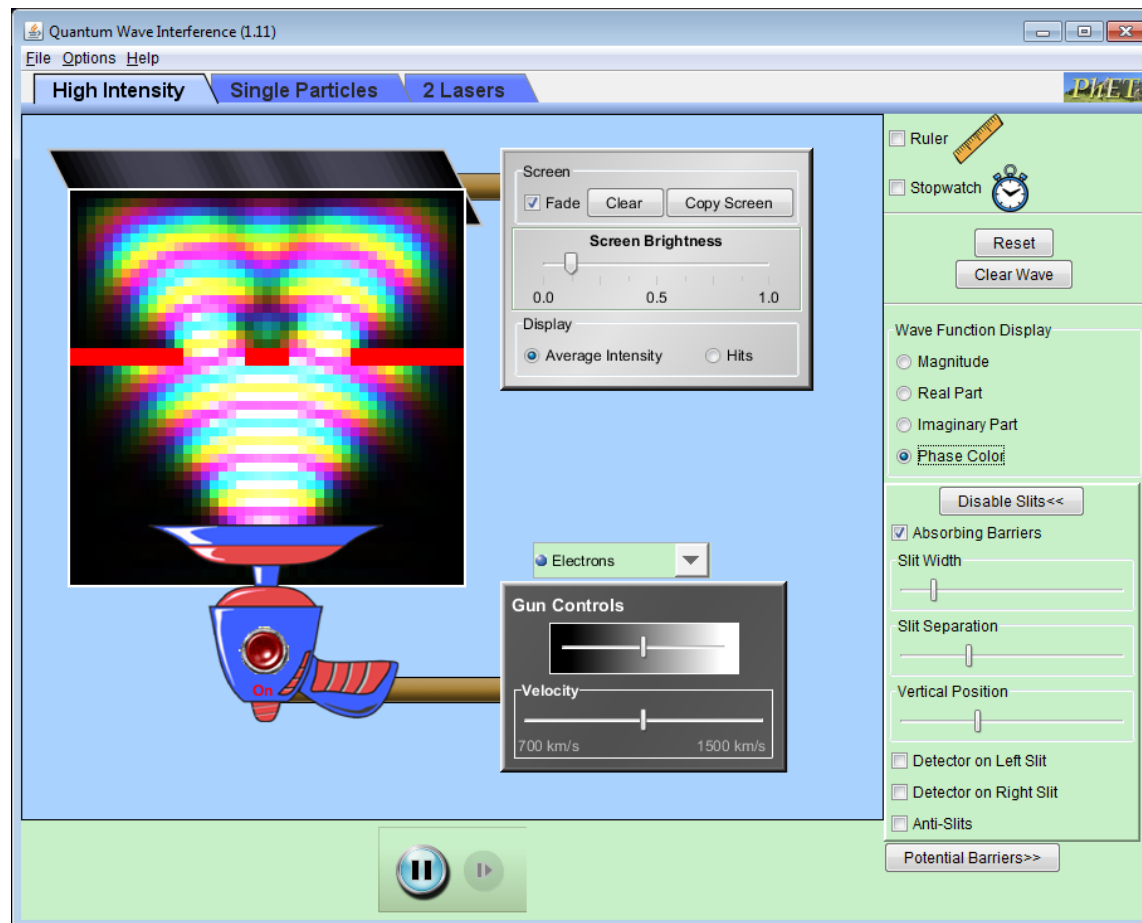 Quantum Wave Interference (1.11)
File Options Help
High Intensity Single Particles 2 Lasers
PhET
Screen
Fade Clear Copy Screen
Screen Brightness
0.0 0.5 1.0
Display
Average Intensity Hits
Ruler
Stopwatch
Reset
Clear Wave
Wave Function Display
Magnitude
Real Part
Imaginary Part
Phase Color
Disable Slits<<
Absorbing Barriers
Slit Width
Slit Separation
Vertical Position
Detector on Left Slit
Detector on Right Slit
Anti-Slits
Potential Barriers>>
Electrons
Gun Controls
Velocity
700 km/s 1500 km/s
On